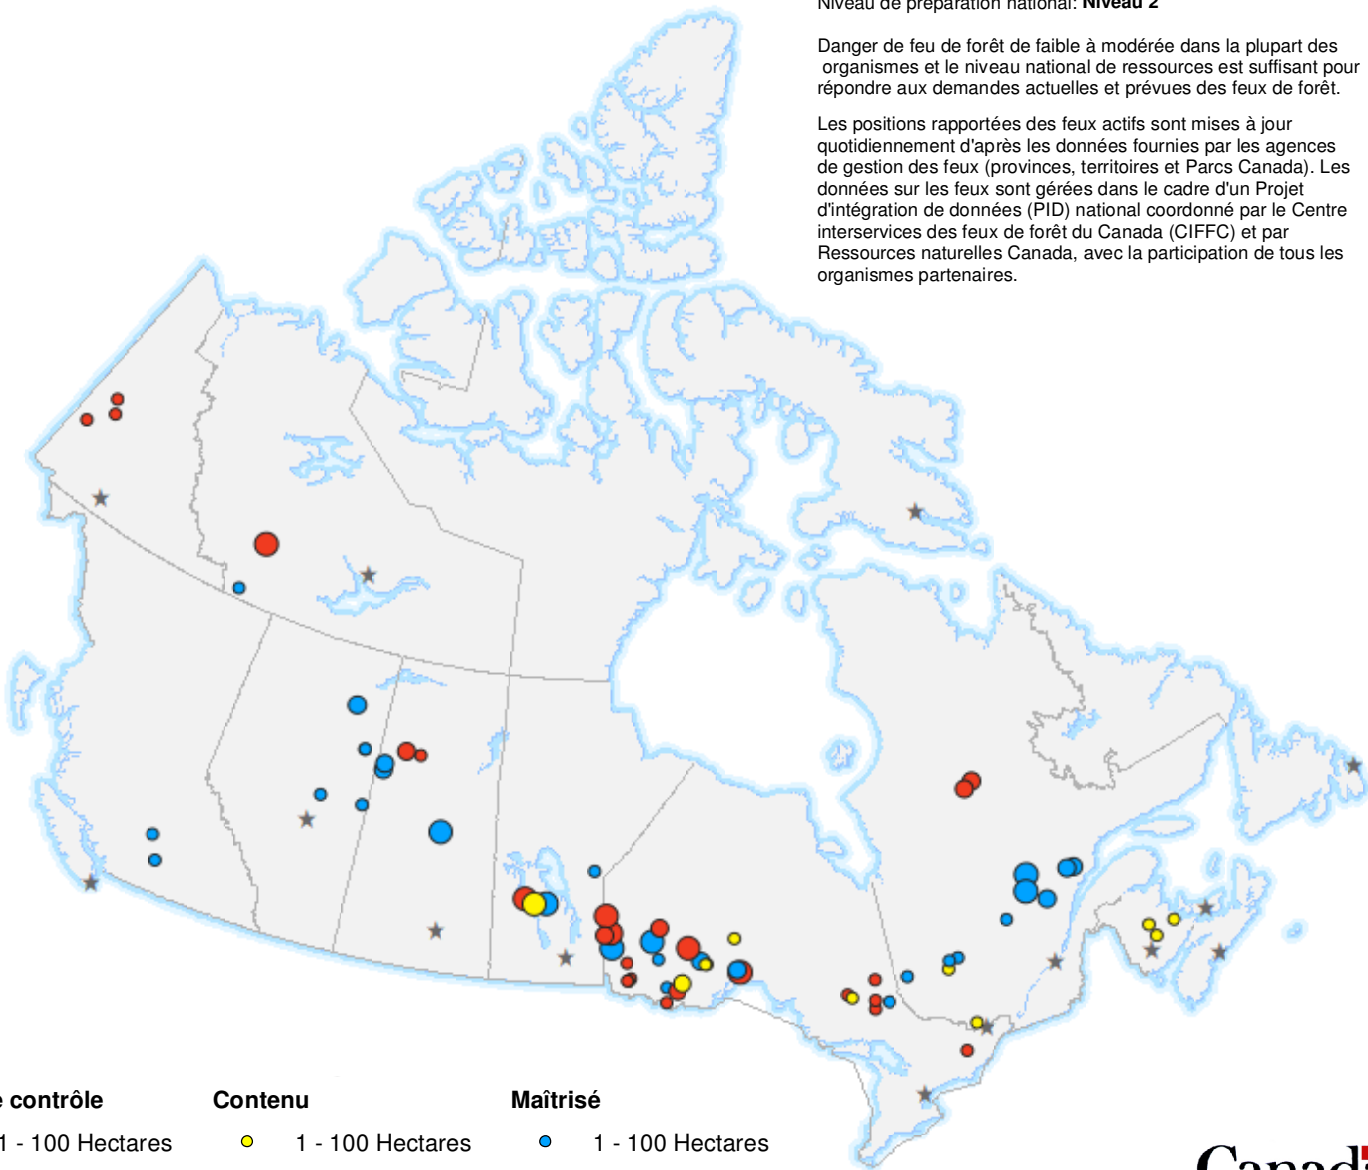 Niveau de préparation national: Niveau 2
Danger de feu de forêt de faible à modérée dans la plupart des
organismes et le niveau national de ressources est suffisant pour
répondre aux demandes actuelles et prévues des feux de forêt.
Les positions rapportées des feux actifs sont mises à jour
quotidiennement d'après les données fournies par les agences
de gestion des feux (provinces, territoires et Parcs Canada). Les
données sur les feux sont gérées dans le cadre d'un Projet
d'intégration de données (PID) national coordonné par le Centre
interservices des feux de forêt du Canada (CIFFC) et par
Ressources naturelles Canada, avec la participation de tous les
organismes partenaires.
contrôle Contenu Maîtrisé
1 - 100 Hectares 1 - 100 Hectares 1 - 100 Hectares